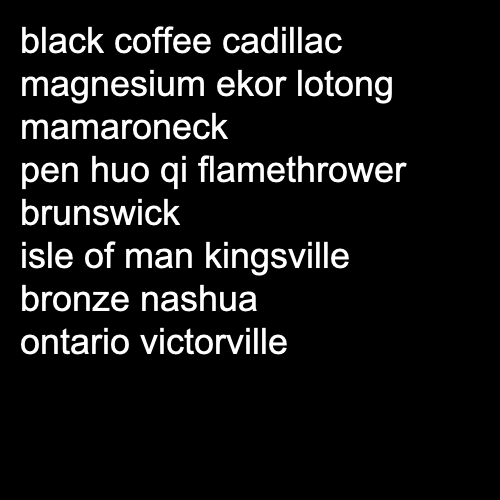 black coffee cadillac
magnesium ekor lotong
mamaroneck
pen huo qi flamethrower
brunswick
isle of man kingsville
bronze nashua
ontario victorville